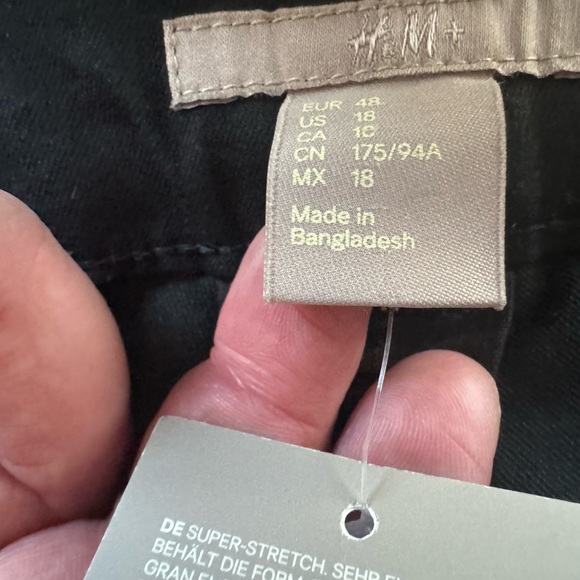 H&M+
EUR 48
US 18
CA 18
CN 175/94A
MX 18
Made in
Bangladesh
DE SUPER-STRETCH. SEHR
BEHÄLT DIE FORM
GRAN